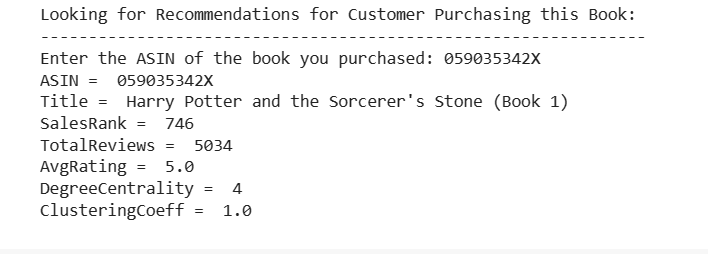 Looking for Recommendations for Customer Purchasing this Book:
---------------------------------------------------------------
Enter the ASIN of the book you purchased: 059035342X
ASIN =  059035342X
Title =  Harry Potter and the Sorcerer's Stone (Book 1)
SalesRank =  746
TotalReviews =  5034
AvgRating =  5.0
DegreeCentrality =  4
ClusteringCoeff =  1.0